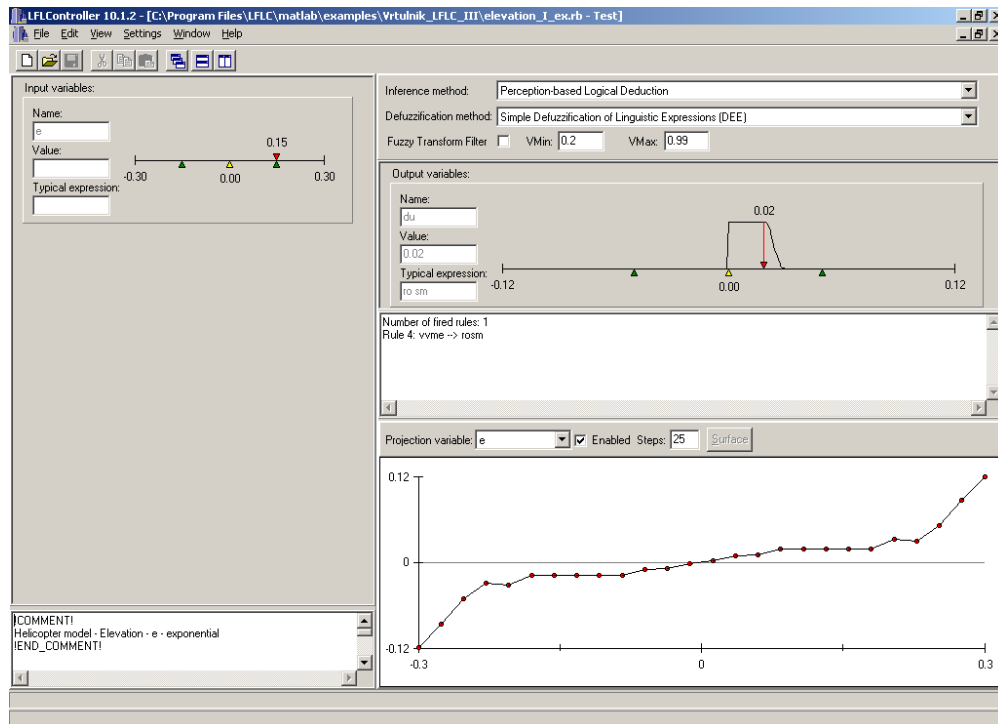 LFLController 10.1.2 - [C:\Program Files\LFLC\matlab\examples\Vrtulnik_LFLC_III\elevation_I_ex.rb - Test]
File Edit View Settings Window Help
Input variables:
Name:
e
Value:
Typical expression:
0.15
-0.30 0.00 0.30
Inference method: Perception-based Logical Deduction
Defuzzification method: Simple Defuzzification of Linguistic Expressions (DEE)
Fuzzy Transform Filter VMin: 0.2 VMax: 0.99
Output variables:
Name:
du
Value:
0.02
Typical expression:
ro sm
0.02
-0.12 0.00 0.12
Number of fired rules: 1
Rule 4: vvme --> rosm
Projection variable: e Enabled Steps: 25 Surface
0.12
0
-0.12
-0.3 0 0.3
!COMMENT!
Helicopter model - Elevation - e - exponential
!END_COMMENT!